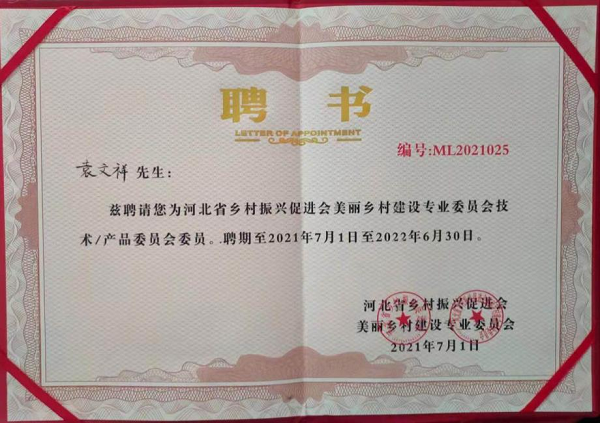 聘 书
LETTER OF APPOINTMENT
编号:ML2021025
袁文祥 先生:
兹聘请您为河北省乡村振兴促进会美丽乡村建设专业委员会技
术/产品委员会委员。.聘期至2021年7月1日至2022年6月30日。
河北省乡村振兴促进会
美丽乡村建设专业委员会
2021年7月1日